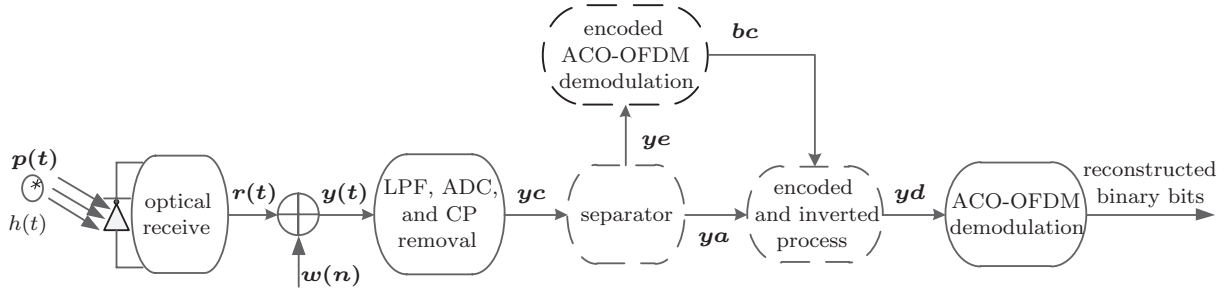 encoded
ACO-OFDM
demodulation
bc
ye
p(t)
*
h(t)
optical
receive
r(t)
y(t)
w(n)
LPF, ADC,
and CP
removal
yc
separator
ya
encoded
and inverted
process
yd
ACO-OFDM
demodulation
reconstructed
binary bits